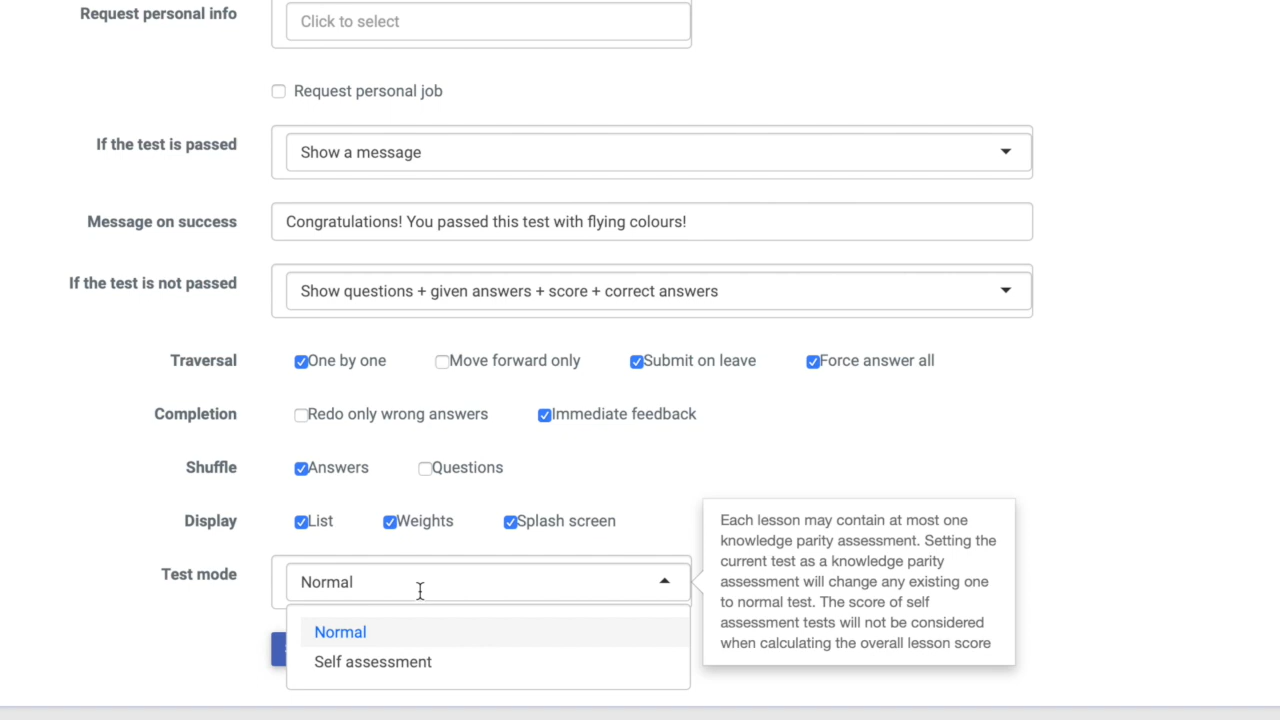 Request personal info
Click to select
Request personal job
If the test is passed
Show a message
Message on success
Congratulations! You passed this test with flying colours!
If the test is not passed
Show questions + given answers + score + correct answers
Traversal One by one Move forward only Submit on leave Force answer all
Completion Redo only wrong answers Immediate feedback
Shuffle Answers Questions
Display List Weights Splash screen
Test mode
Normal
Normal
Self assessment
Each lesson may contain at most one
knowledge parity assessment. Setting the
current test as a knowledge parity
assessment will change any existing one
to normal test. The score of self
assessment tests will not be considered
when calculating the overall lesson score